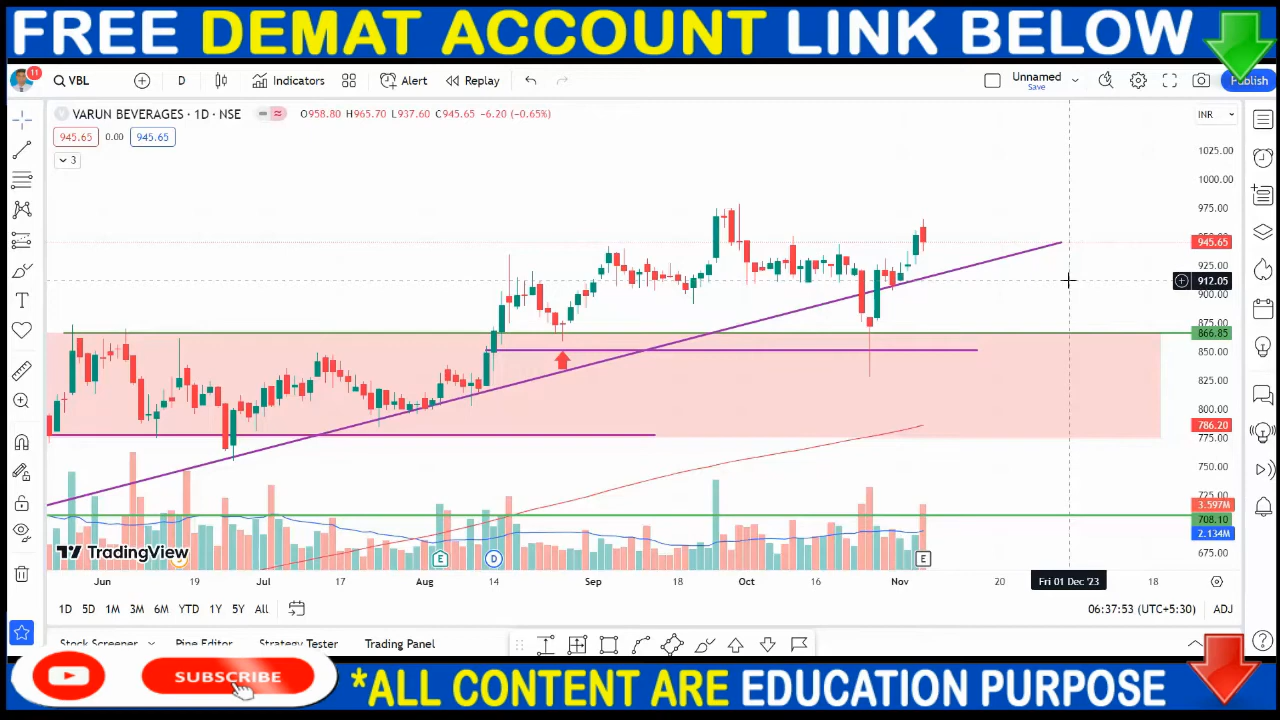 FREE DEMAT ACCOUNT LINK BELOW
11
VBL
D
Indicators
Alert
Replay
Unnamed
Save
Publish
V
VARUN BEVERAGES · 1D · NSE
O958.80 H965.70 L937.60 C945.65 -6.20 (-0.65%)
INR
945.65
0.00
945.65
3
1025.00
1000.00
975.00
945.65
925.00
912.05
900.00
875.00
866.85
850.00
825.00
800.00
786.20
775.00
750.00
725.00
3.597M
708.10
2.134M
675.00
E
D
E
TradingView
Jun
19
Jul
17
Aug
14
Sep
18
Oct
16
Nov
20
Fri 01 Dec '23
18
1D
5D
1M
3M
6M
YTD
1Y
5Y
All
06:37:53 (UTC+5:30)
ADJ
Stock Screener
Pine Editor
Strategy Tester
Trading Panel
SUBSCRIBE
*ALL CONTENT ARE EDUCATION PURPOSE